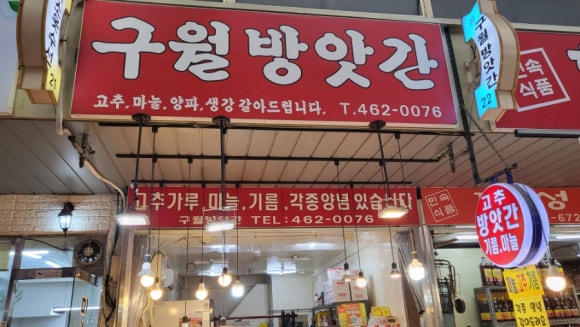 구월방앗간
고추.마늘.양파.생강 갈아드립니다. T.462-0076
구월방앗간
22
민속
식품
고추가루.마늘.기름.각종양념 있습니다
구월방앗간 TEL:462-0076
민속
식품
성
고추
방앗간
기름.마늘